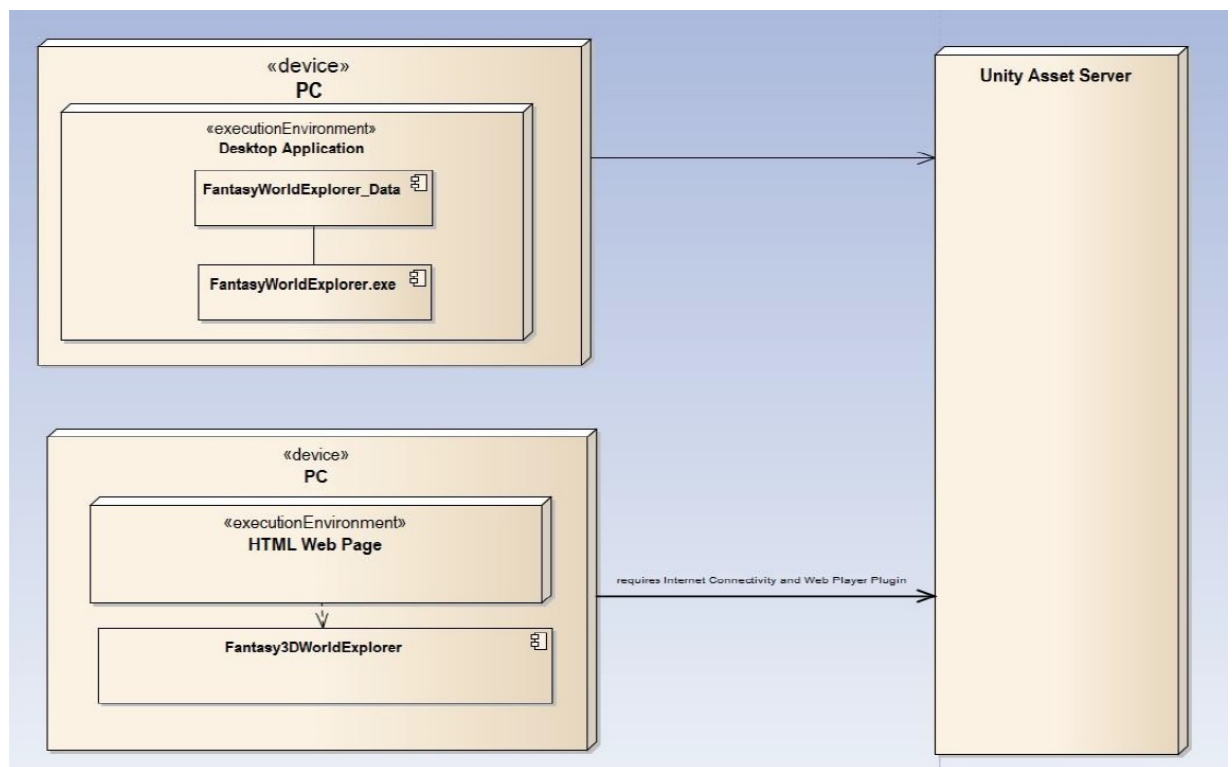 «device»
PC
«executionEnvironment»
Desktop Application
FantasyWorldExplorer_Data
FantasyWorldExplorer.exe
Unity Asset Server
«device»
PC
«executionEnvironment»
HTML Web Page
Fantasy3DWorldExplorer
requires Internet Connectivity and Web Player Plugin